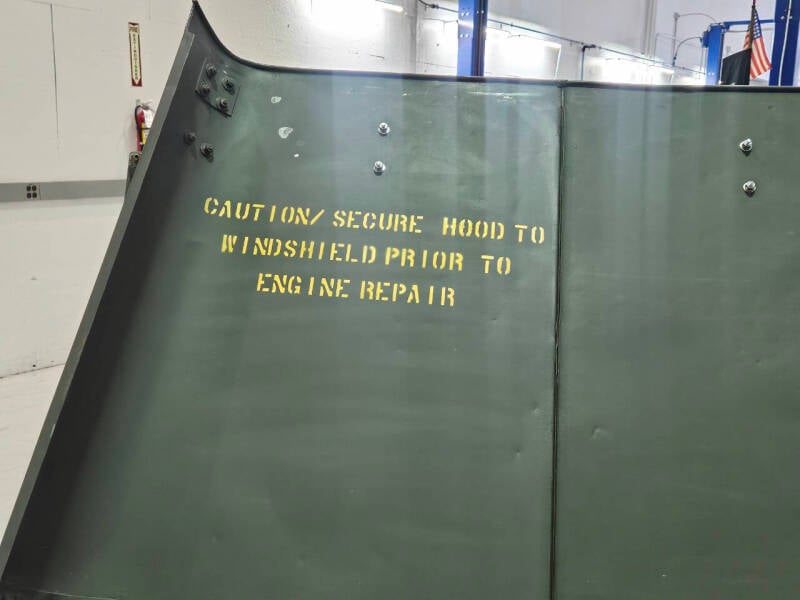 CAUTION/ SECURE HOOD TO
WINDSHIELD PRIOR TO
ENGINE REPAIR